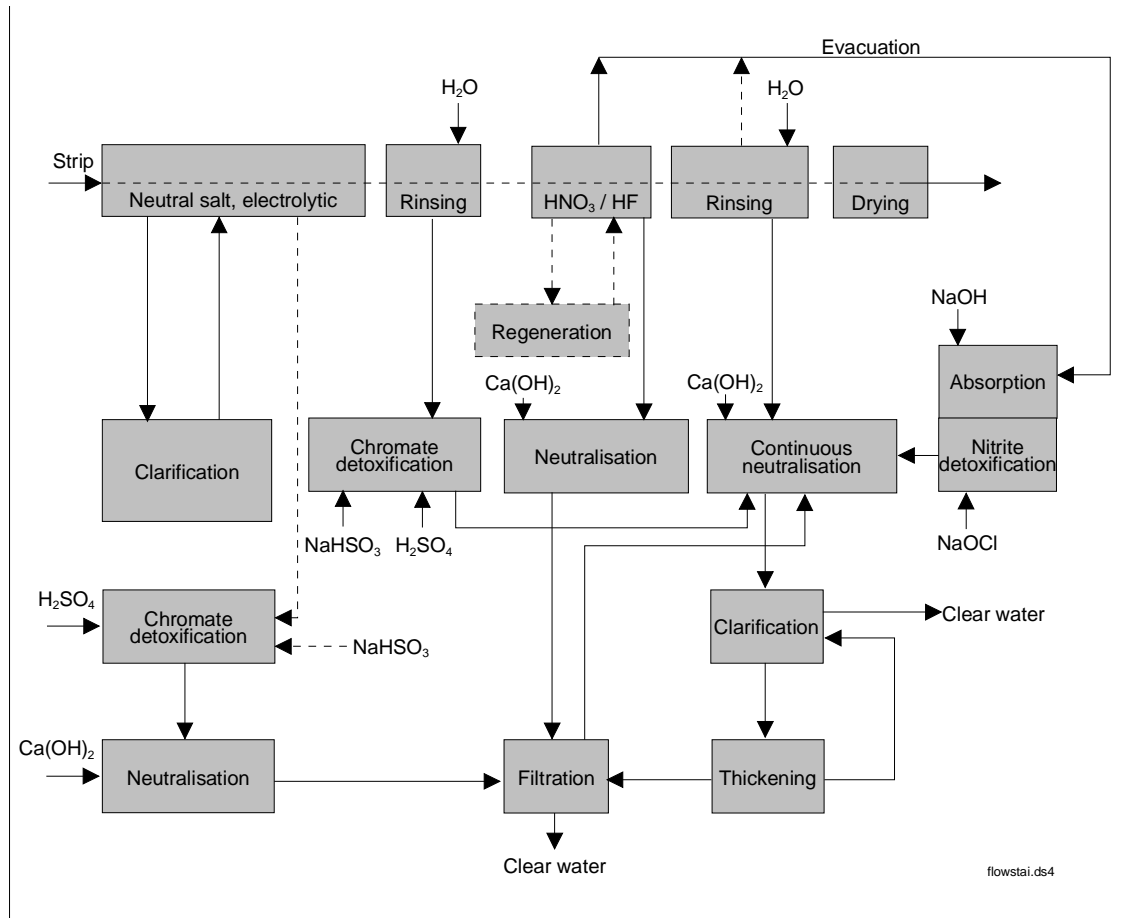 Evacuation
H₂O
H₂O
Strip
Neutral salt, electrolytic
Rinsing
HNO₃ / HF
Rinsing
Drying
NaOH
Regeneration
Absorption
Ca(OH)₂
Ca(OH)₂
Clarification
Chromate
detoxification
Neutralisation
Continuous
neutralisation
Nitrite
detoxification
NaHSO₃
H₂SO₄
NaOCl
H₂SO₄
Chromate
detoxification
NaHSO₃
Clarification
Clear water
Ca(OH)₂
Neutralisation
Filtration
Thickening
Clear water
flowstai.ds4